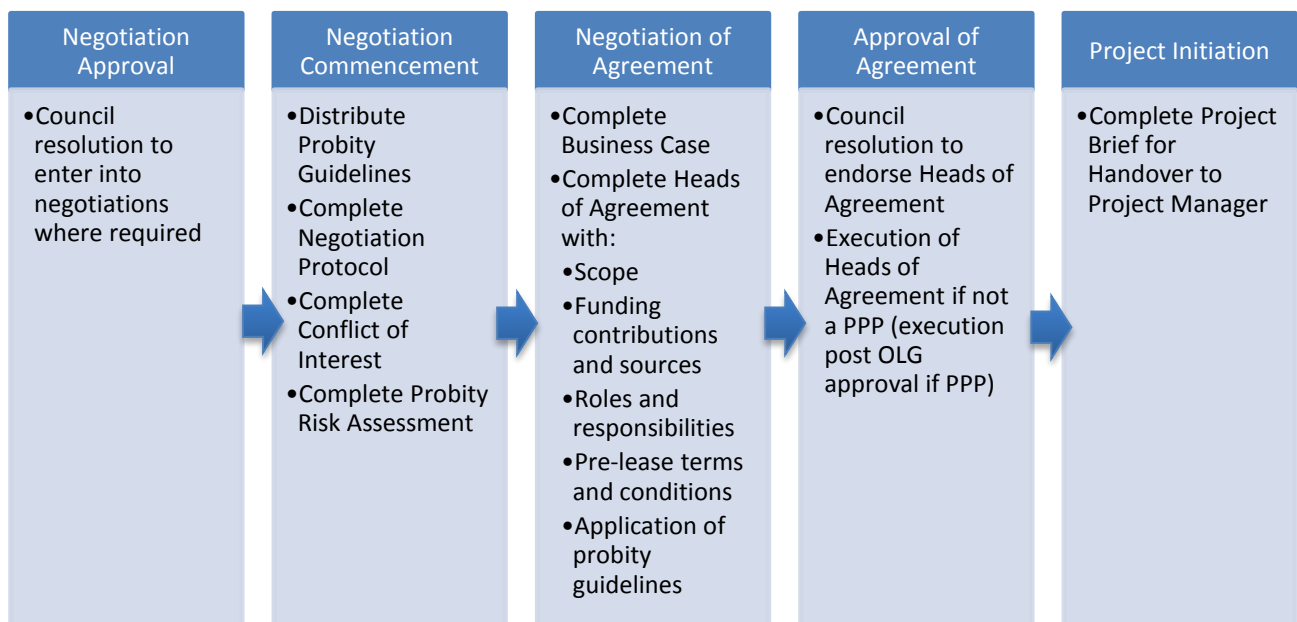 Negotiation
Approval
•Council
resolution to
enter into
negotiations
where required
Negotiation
Commencement
•Distribute
Probity
Guidelines
•Complete
Negotiation
Protocol
•Complete
Conflict of
Interest
•Complete Probity
Risk Assessment
Negotiation of
Agreement
•Complete
Business Case
•Complete Heads
of Agreement
with:
•Scope
•Funding
contributions
and sources
•Roles and
responsibilities
•Pre-lease terms
and conditions
•Application of
probity
guidelines
Approval of
Agreement
•Council
resolution to
endorse Heads of
Agreement
•Execution of
Heads of
Agreement if not
a PPP (execution
post OLG
approval if PPP)
Project Initiation
•Complete Project
Brief for
Handover to
Project Manager